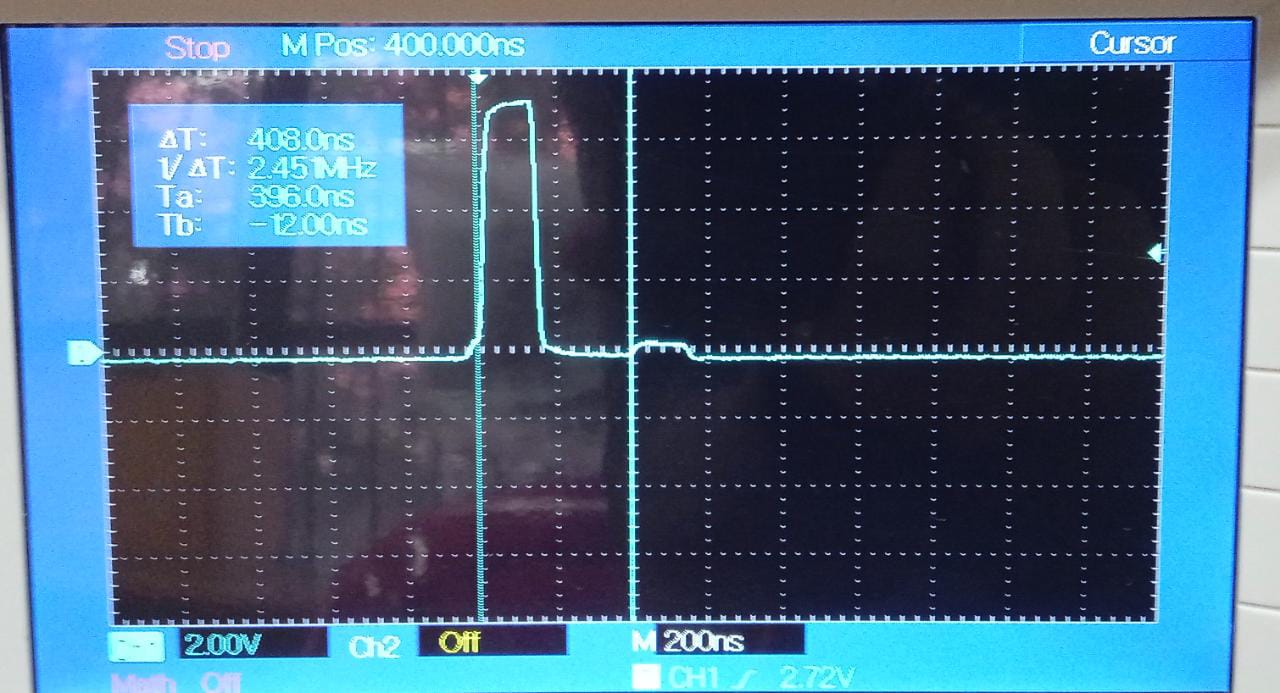 Stop M Pos: 400.000ns Cursor
ΔT: 408.0ns
1/ΔT: 2.451MHz
Ta: 396.0ns
Tb: -12.00ns
2.00V Ch2 Off M 200ns
Math Off CH1 2.72V